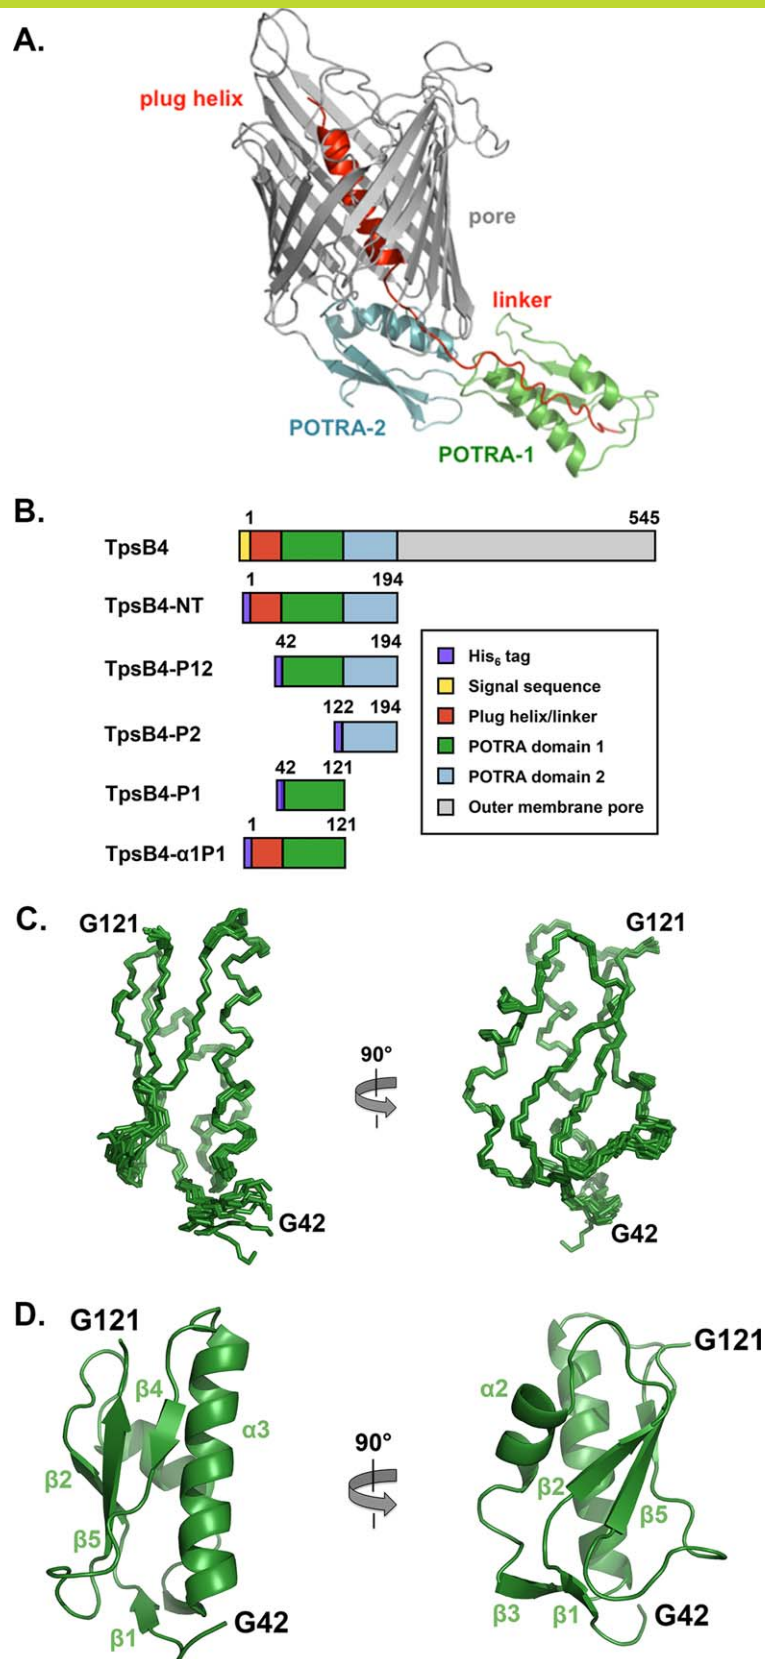 A.
plug helix
pore
linker
POTRA-2
POTRA-1
B.
1 545
TpsB4
1 194
TpsB4-NT
42 194
TpsB4-P12
122 194
TpsB4-P2
42 121
TpsB4-P1
1 121
TpsB4-α1P1
His₆ tag
Signal sequence
Plug helix/linker
POTRA domain 1
POTRA domain 2
Outer membrane pore
C.
G121
G42
90°
G121
G42
D.
G121
β4
α3
β2
β5
β1
G42
90°
G121
α2
β2
β5
β3
β1
G42